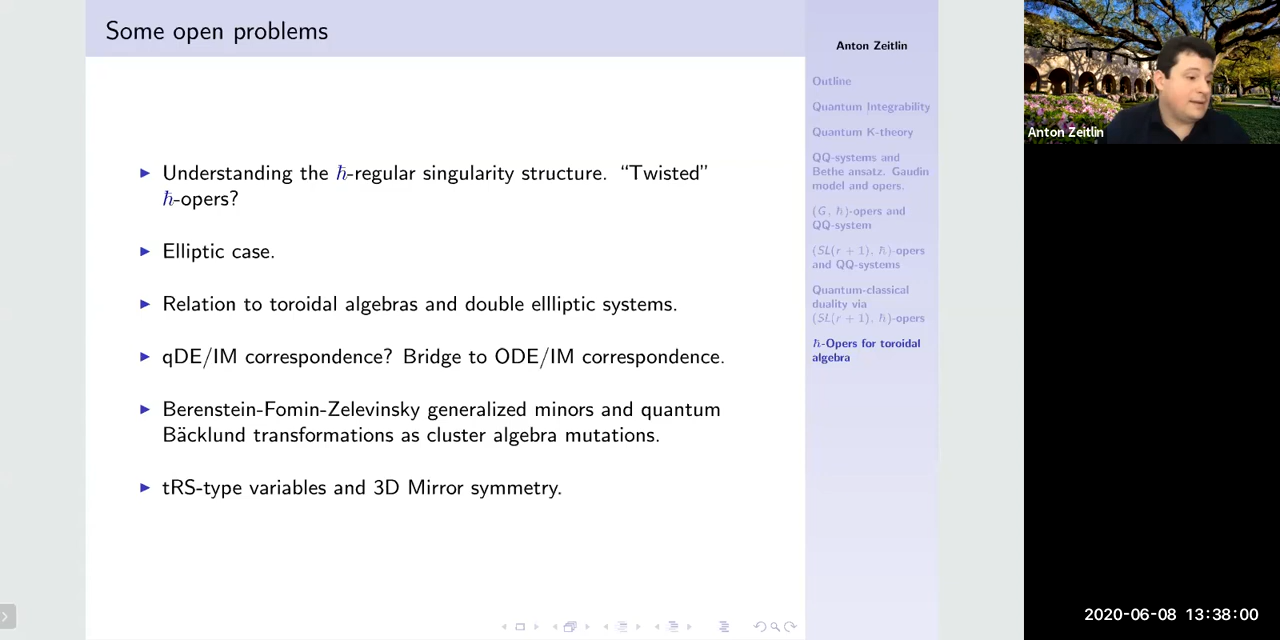 Some open problems
▶ Understanding the ℏ-regular singularity structure. “Twisted”
ℏ-opers?
▶ Elliptic case.
▶ Relation to toroidal algebras and double ellliptic systems.
▶ qDE/IM correspondence? Bridge to ODE/IM correspondence.
▶ Berenstein-Fomin-Zelevinsky generalized minors and quantum
Bäcklund transformations as cluster algebra mutations.
▶ tRS-type variables and 3D Mirror symmetry.
Anton Zeitlin
Outline
Quantum Integrability
Quantum K-theory
QQ-systems and
Bethe ansatz. Gaudin
model and opers.
(G, ℏ)-opers and
QQ-system
(SL(r + 1), ℏ)-opers
and QQ-systems
Quantum-classical
duality via
(SL(r + 1), ℏ)-opers
ℏ-Opers for toroidal
algebra
Anton Zeitlin
2020-06-08 13:38:00